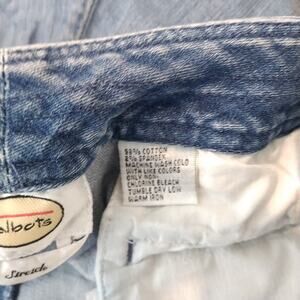 albots
Stretch
98% COTTON
2% SPANDEX
MACHINE WASH COLD
WITH LIKE COLORS
ONLY NON-
CHLORINE BLEACH
TUMBLE DRY LOW
WARM IRON